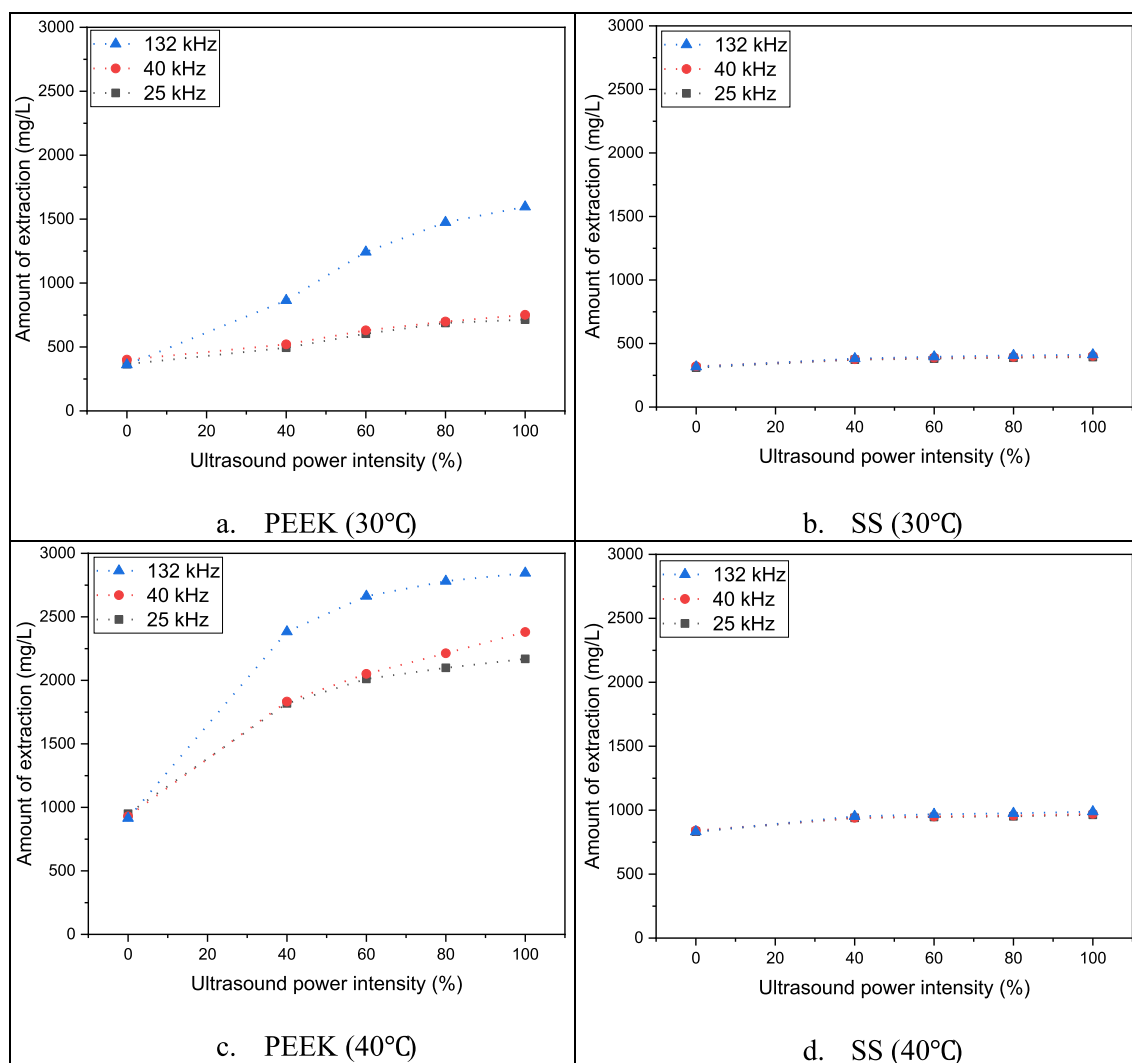 3000
2500
2000
1500
1000
500
0
Amount of extraction (mg/L)
132 kHz
40 kHz
25 kHz
0 20 40 60 80 100
Ultrasound power intensity (%)
a. PEEK (30℃)
3000
2500
2000
1500
1000
500
0
Amount of extraction (mg/L)
132 kHz
40 kHz
25 kHz
0 20 40 60 80 100
Ultrasound power intensity (%)
b. SS (30℃)
3000
2500
2000
1500
1000
500
0
Amount of extraction (mg/L)
132 kHz
40 kHz
25 kHz
0 20 40 60 80 100
Ultrasound power intensity (%)
c. PEEK (40℃)
3000
2500
2000
1500
1000
500
0
Amount of extraction (mg/L)
132 kHz
40 kHz
25 kHz
0 20 40 60 80 100
Ultrasound power intensity (%)
d. SS (40℃)